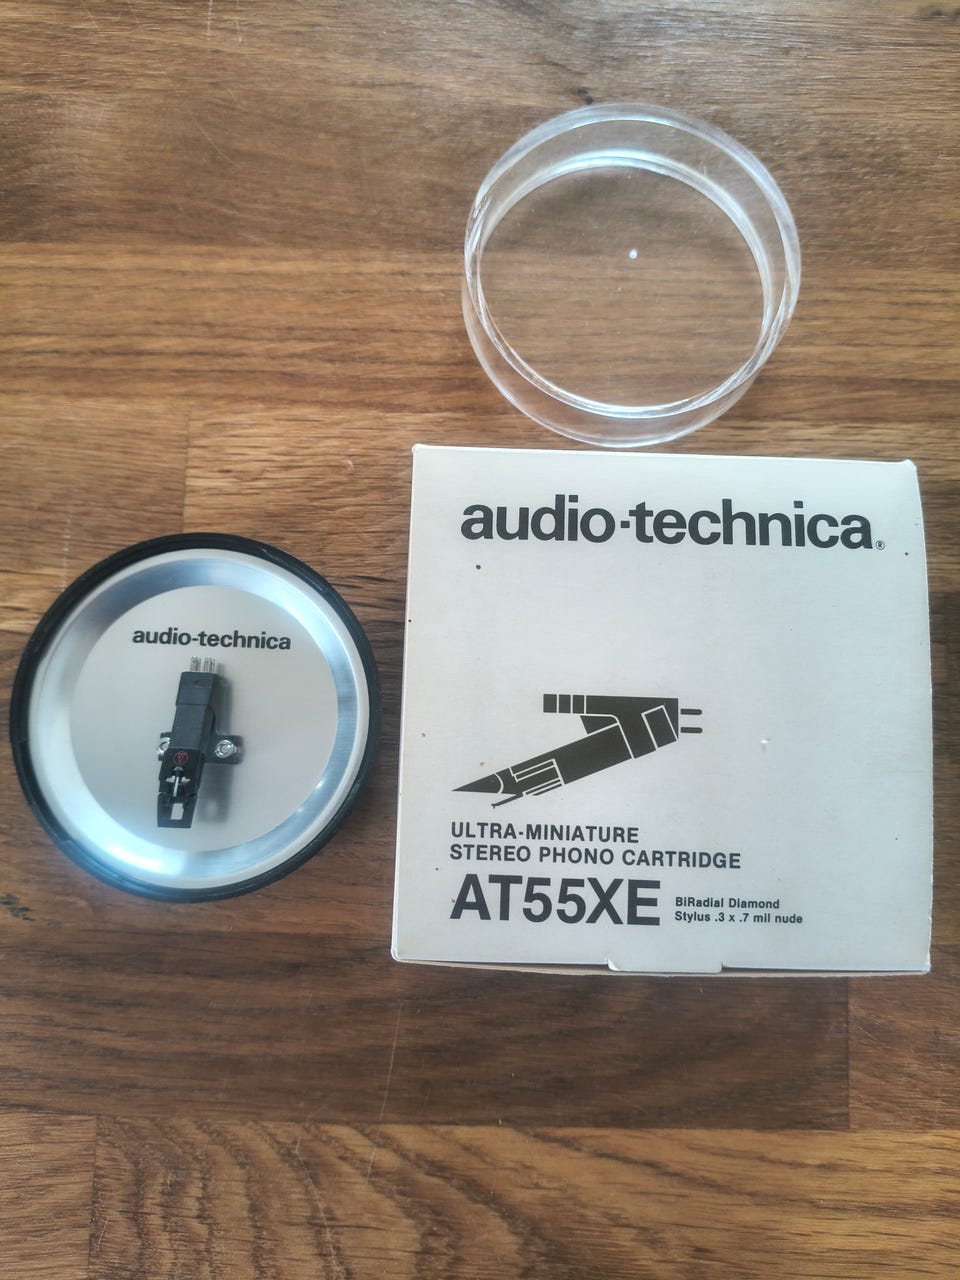 audio-technica®
audio-technica
ULTRA-MINIATURE
STEREO PHONO CARTRIDGE
AT55XE
BiRadial Diamond
Stylus .3 x .7 mil nude